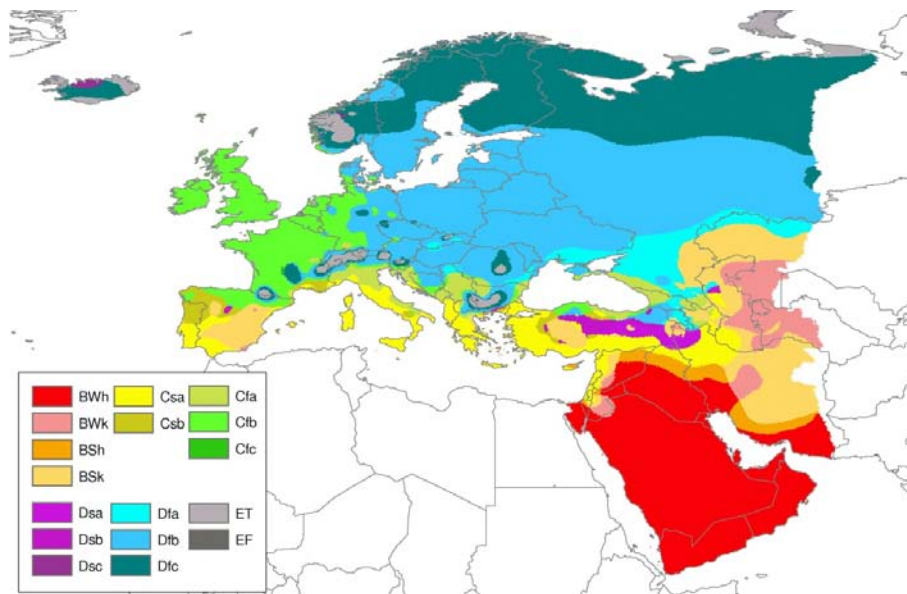 BWh Csa Cfa
BWk Csb Cfb
BSh Cfc
BSk
Dsa Dfa ET
Dsb Dfb EF
Dsc Dfc